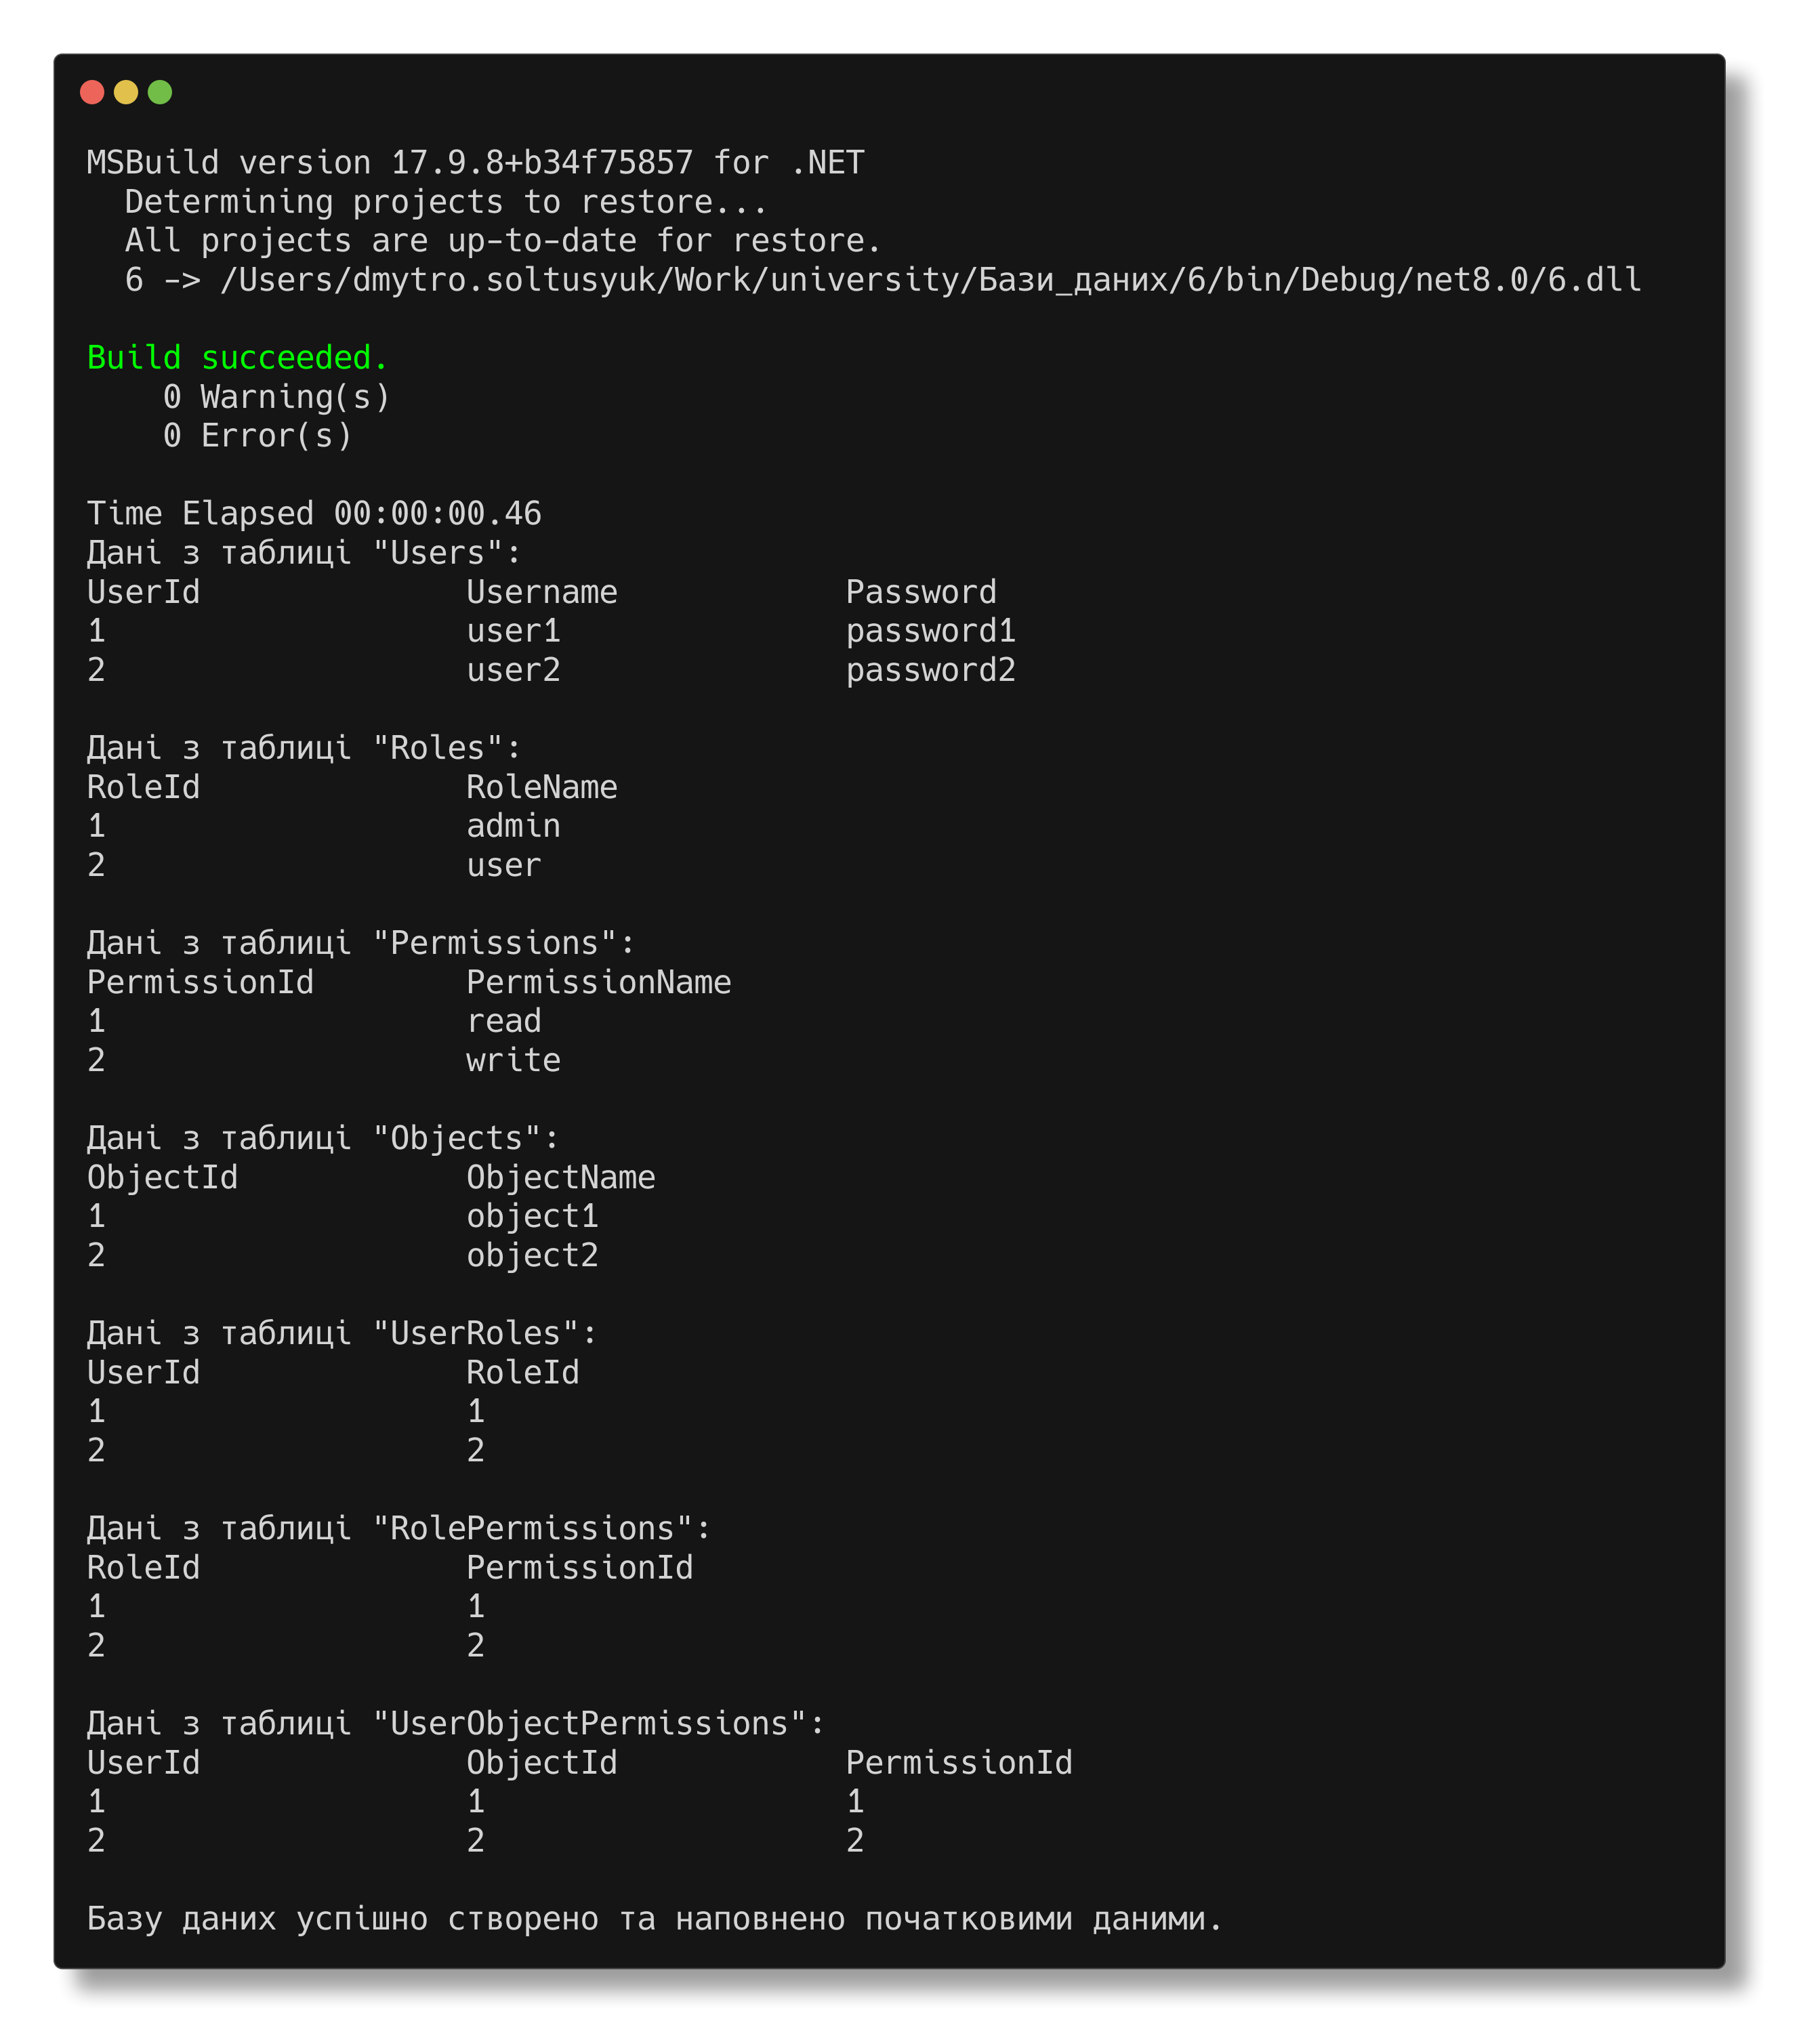 MSBuild version 17.9.8+b34f75857 for .NET
  Determining projects to restore...
  All projects are up-to-date for restore.
  6 -> /Users/dmytro.soltusyuk/Work/university/Бази_даних/6/bin/Debug/net8.0/6.dll

Build succeeded.
    0 Warning(s)
    0 Error(s)

Time Elapsed 00:00:00.46
Дані з таблиці "Users":
UserId              Username            Password
1                   user1               password1
2                   user2               password2

Дані з таблиці "Roles":
RoleId              RoleName
1                   admin
2                   user

Дані з таблиці "Permissions":
PermissionId        PermissionName
1                   read
2                   write

Дані з таблиці "Objects":
ObjectId            ObjectName
1                   object1
2                   object2

Дані з таблиці "UserRoles":
UserId              RoleId
1                   1
2                   2

Дані з таблиці "RolePermissions":
RoleId              PermissionId
1                   1
2                   2

Дані з таблиці "UserObjectPermissions":
UserId              ObjectId            PermissionId
1                   1                   1
2                   2                   2

Базу даних успішно створено та наповнено початковими даними.